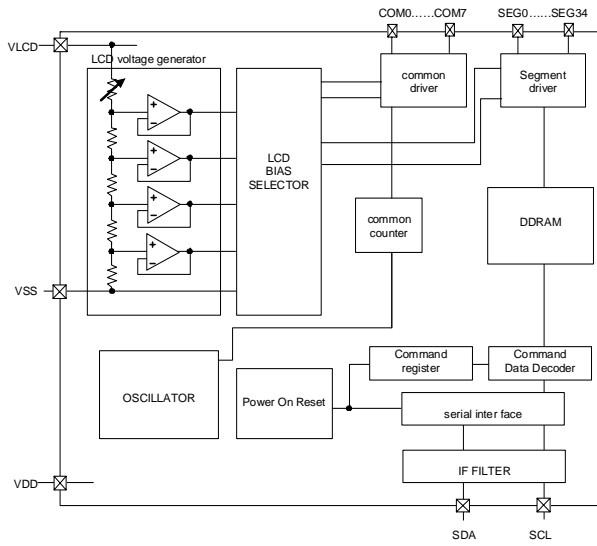 COM0......COM7
SEG0......SEG34
VLCD
LCD voltage generator
common
driver
Segment
driver
LCD
BIAS
SELECTOR
common
counter
DDRAM
VSS
Command
register
Command
Data Decoder
OSCILLATOR
Power On Reset
serial inter face
IF FILTER
VDD
SDA
SCL